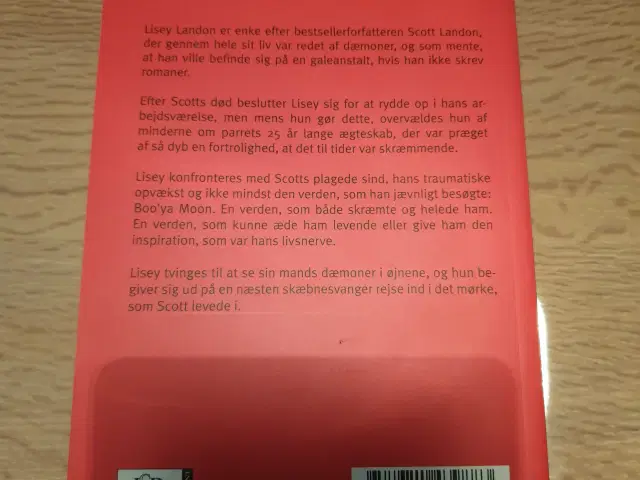 Lisey Landon er enke efter bestsellerforfatteren Scott Landon,
der gennem hele sit liv var redet af dæmoner, og som mente,
at han ville befinde sig på en galeanstalt, hvis han ikke skrev
romaner.
Efter Scotts død beslutter Lisey sig for at rydde op i hans ar-
bejdsværelse, men mens hun gør dette, overvældes hun af
minderne om parrets 25 år lange ægteskab, der var præget
af så dyb en fortrolighed, at det til tider var skræmmende.
Lisey konfronteres med Scotts plagede sind, hans traumatiske
opvækst og ikke mindst den verden, som han jævnligt besøgte:
Boo'ya Moon. En verden, som både skræmte og helede ham.
En verden, som kunne æde ham levende eller give ham den
inspiration, som var hans livsnerve.
Lisey tvinges til at se sin mands dæmoner i øjnene, og hun be-
giver sig ud på en næsten skæbnesvanger rejse ind i det mørke,
som Scott levede i.